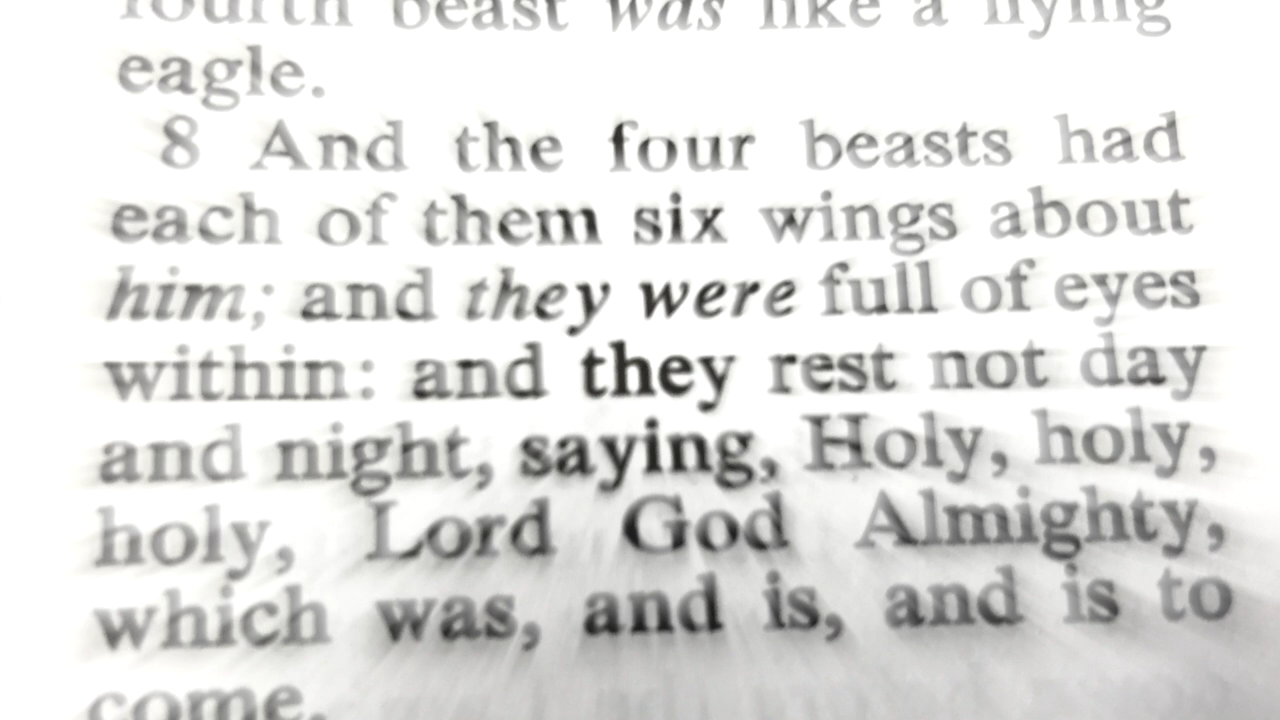 fourth beast was like a flying
eagle.
8 And the four beasts had
each of them six wings about
him; and they were full of eyes
within: and they rest not day
and night, saying, Holy, holy,
holy, Lord God Almighty,
which was, and is, and is to
come.